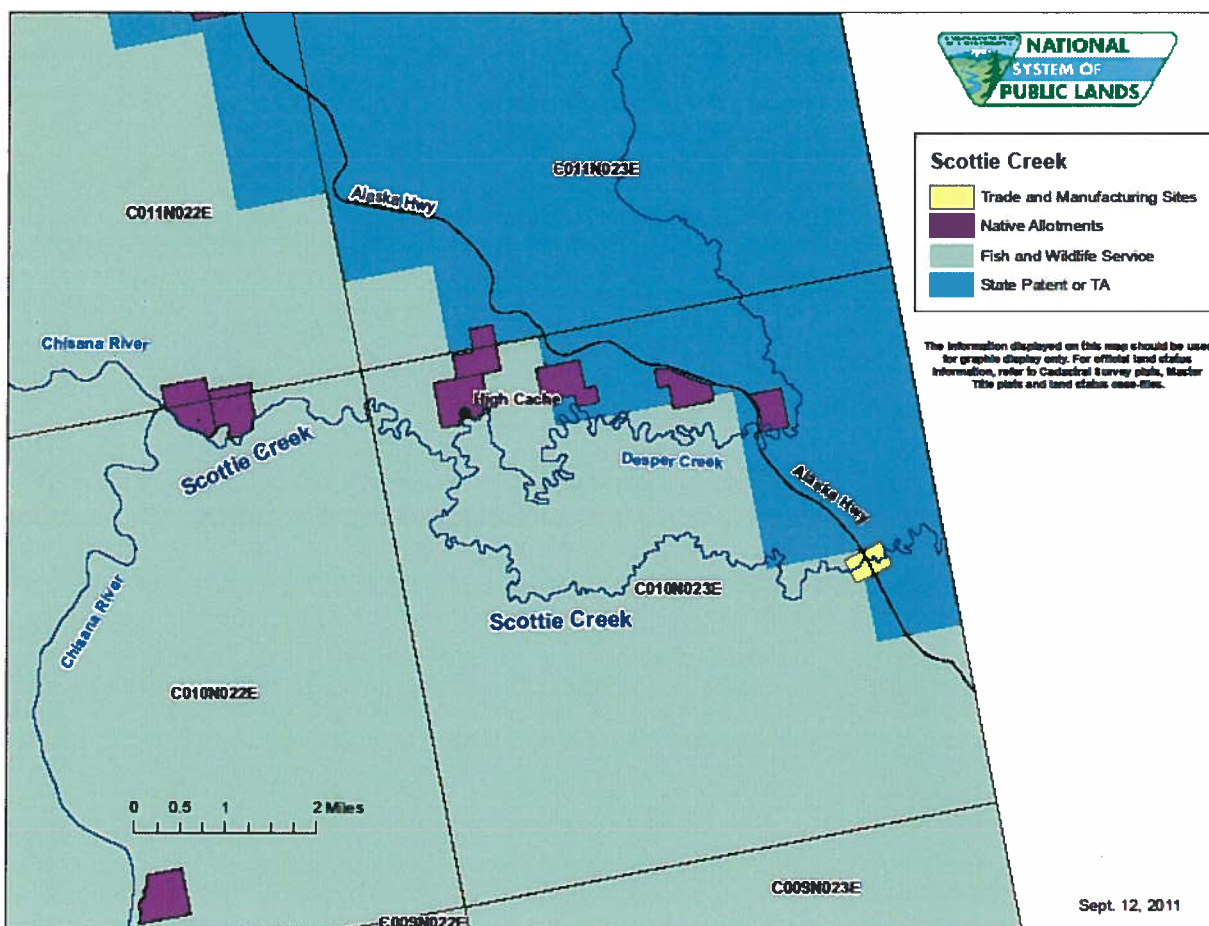 NATIONAL
SYSTEM OF
PUBLIC LANDS
Scottie Creek
Trade and Manufacturing Sites
Native Allotments
Fish and Wildlife Service
State Patent or TA
The information displayed on this map should be used
for graphic display only. For official land status
information, refer to Cadastral Survey plats, Master
Title plats and land status case-files.
C011N023E
Alaska Hwy
C011N022E
Chisana River
High Cache
Scottie Creek
Desper Creek
Alaska Hwy
C010N023E
Scottie Creek
Chisana River
C010N022E
0 0.5 1 2 Miles
C009N023E
C009N022E
Sept. 12, 2011